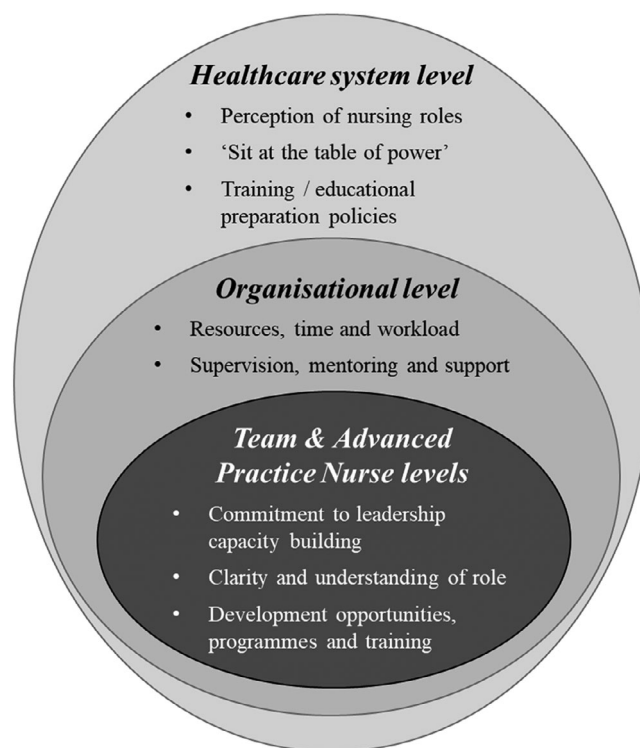 Healthcare system level
• Perception of nursing roles
• ‘Sit at the table of power’
• Training / educational
preparation policies
Organisational level
• Resources, time and workload
• Supervision, mentoring and support
Team & Advanced
Practice Nurse levels
• Commitment to leadership
capacity building
• Clarity and understanding of role
• Development opportunities,
programmes and training